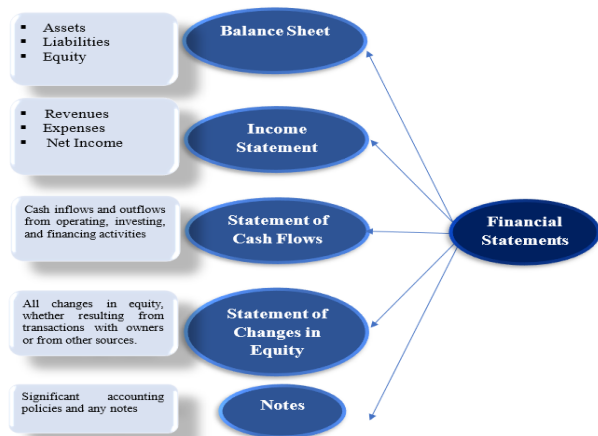 ▪ Assets
▪ Liabilities
▪ Equity
Balance Sheet
▪ Revenues
▪ Expenses
▪ Net Income
Income
Statement
Cash inflows and outflows
from operating, investing,
and financing activities
Statement of
Cash Flows
Financial
Statements
All changes in equity,
whether resulting from
transactions with owners
or from other sources.
Statement of
Changes in
Equity
Significant accounting
policies and any notes
Notes